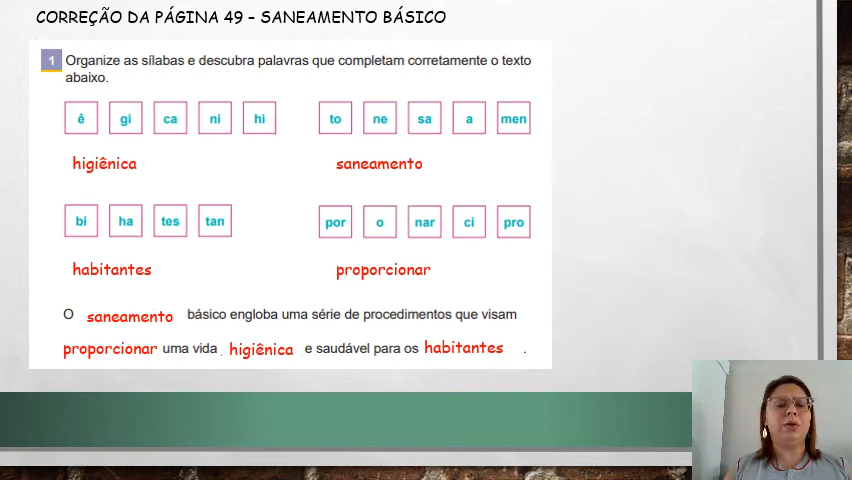 CORREÇÃO DA PÁGINA 49 – SANEAMENTO BÁSICO
1 Organize as sílabas e descubra palavras que completam corretamente o texto
abaixo.
ê gi ca ni hi
to ne sa a men
higiênica
saneamento
bi ha tes tan
por o nar ci pro
habitantes
proporcionar
O saneamento básico engloba uma série de procedimentos que visam
proporcionar uma vida higiênica e saudável para os habitantes .